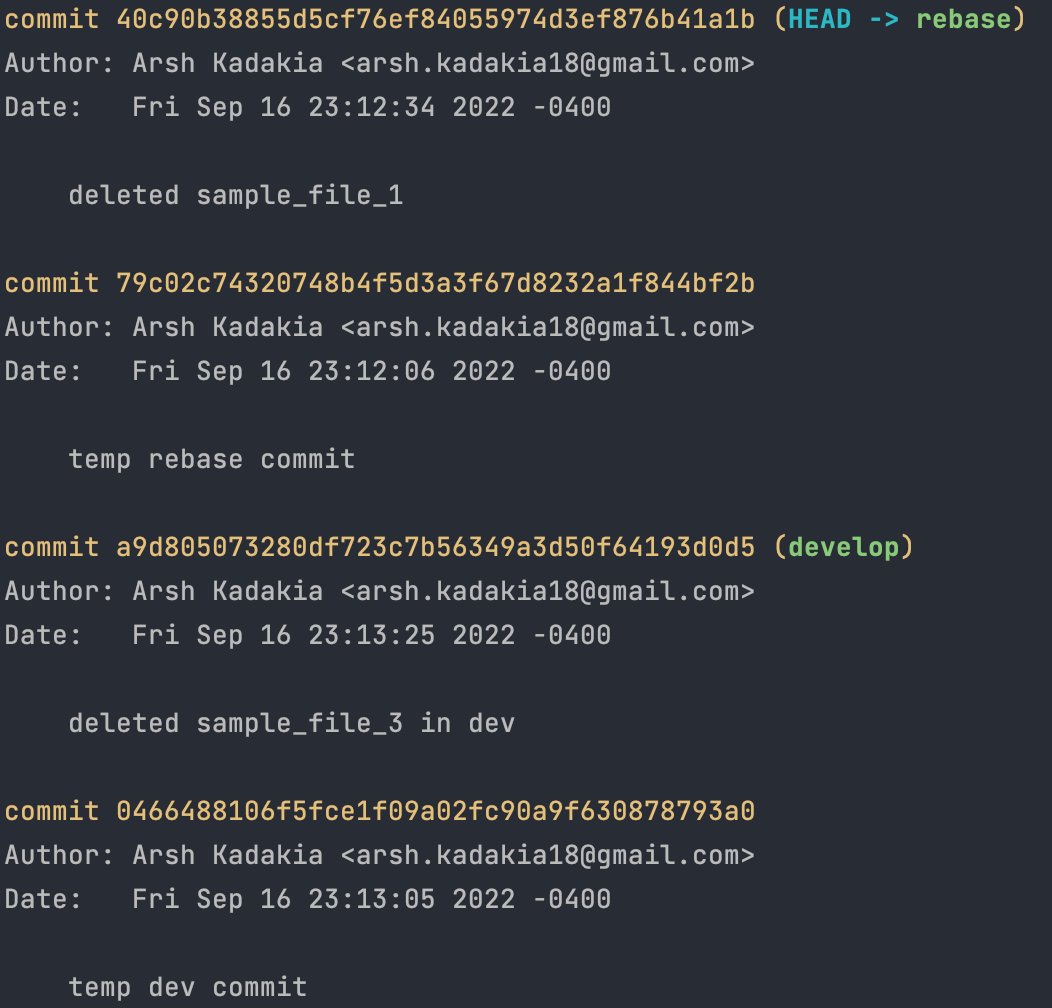 commit 40c90b38855d5cf76ef84055974d3ef876b41a1b (HEAD -> rebase)
Author: Arsh Kadakia <arsh.kadakia18@gmail.com>
Date:   Fri Sep 16 23:12:34 2022 -0400
    deleted sample_file_1
commit 79c02c74320748b4f5d3a3f67d8232a1f844bf2b
Author: Arsh Kadakia <arsh.kadakia18@gmail.com>
Date:   Fri Sep 16 23:12:06 2022 -0400
    temp rebase commit
commit a9d805073280df723c7b56349a3d50f64193d0d5 (develop)
Author: Arsh Kadakia <arsh.kadakia18@gmail.com>
Date:   Fri Sep 16 23:13:25 2022 -0400
    deleted sample_file_3 in dev
commit 0466488106f5fce1f09a02fc90a9f630878793a0
Author: Arsh Kadakia <arsh.kadakia18@gmail.com>
Date:   Fri Sep 16 23:13:05 2022 -0400
    temp dev commit